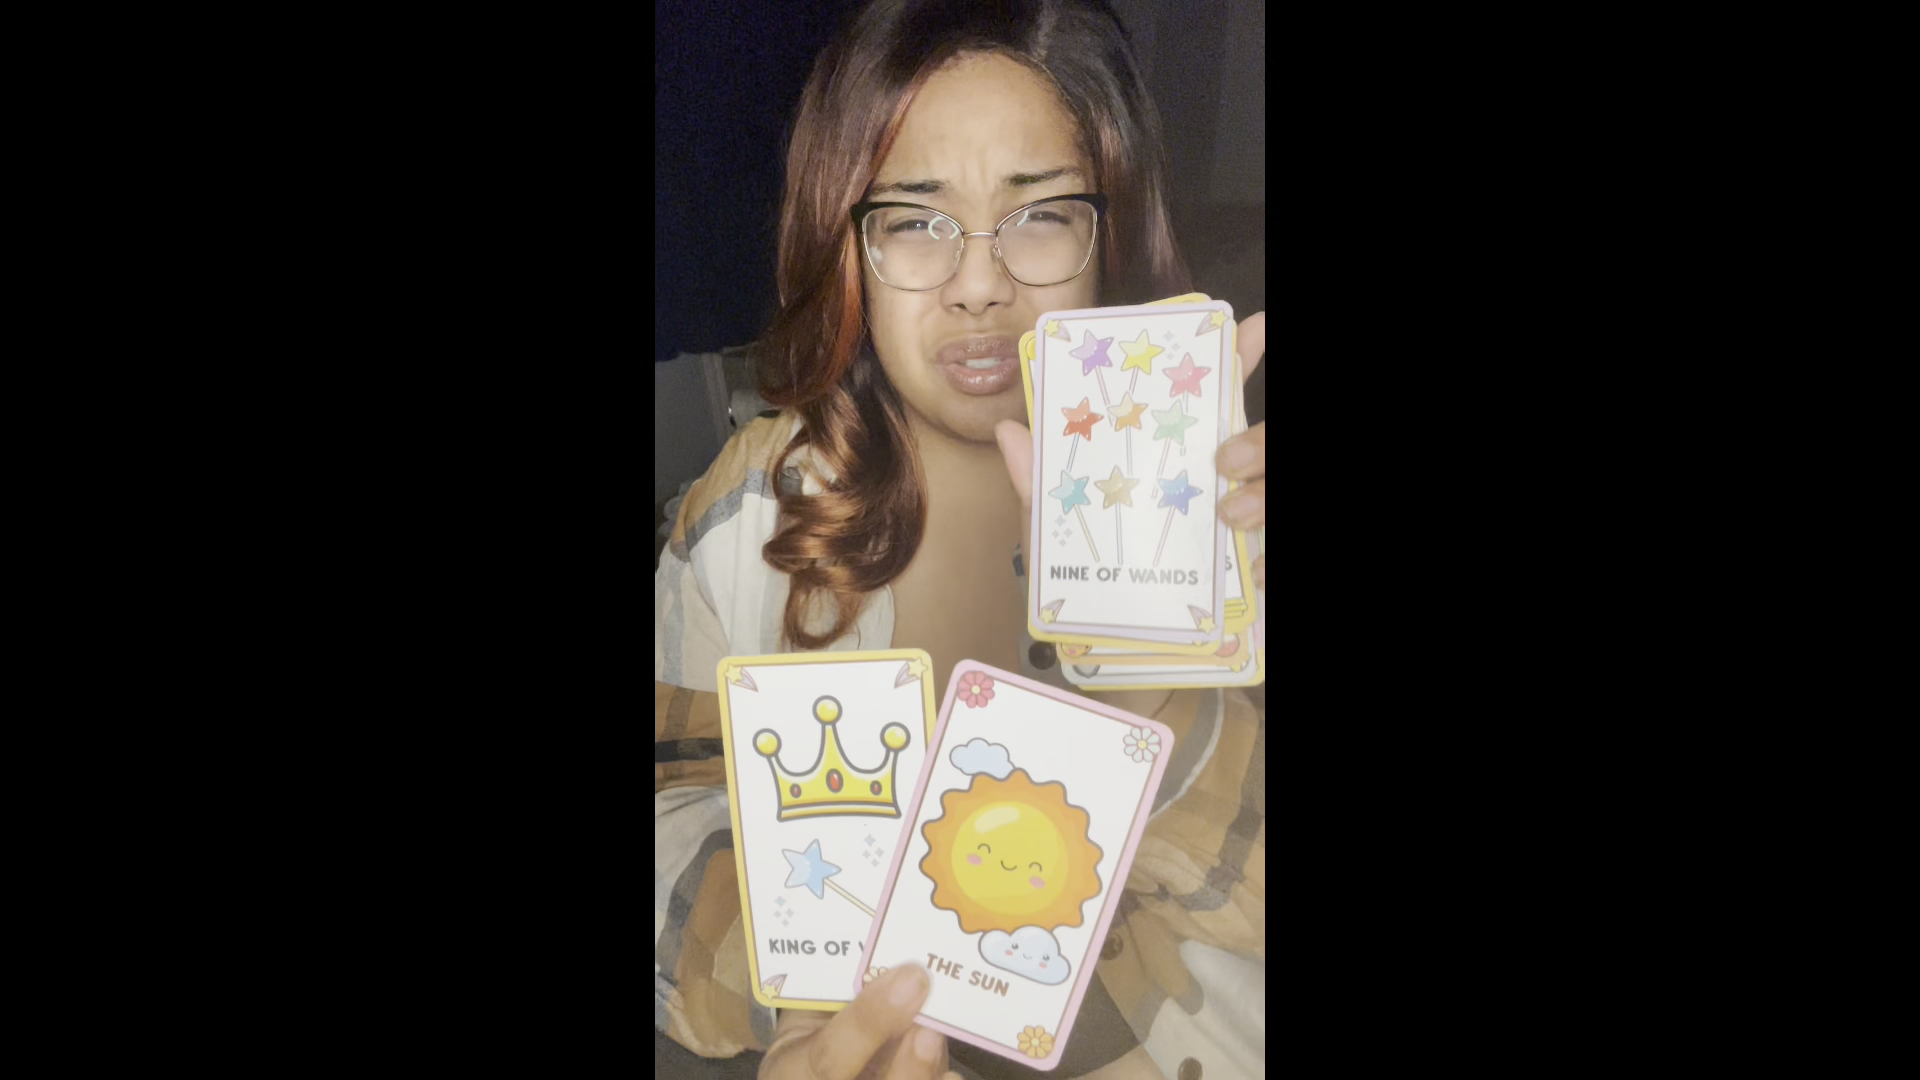 NINE OF WANDS
KING OF
THE SUN